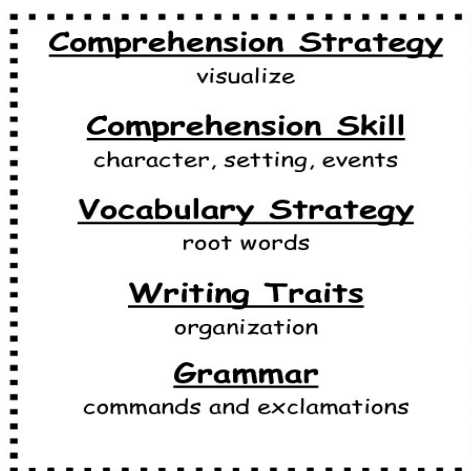 Comprehension Strategy
visualize
Comprehension Skill
character, setting, events
Vocabulary Strategy
root words
Writing Traits
organization
Grammar
commands and exclamations